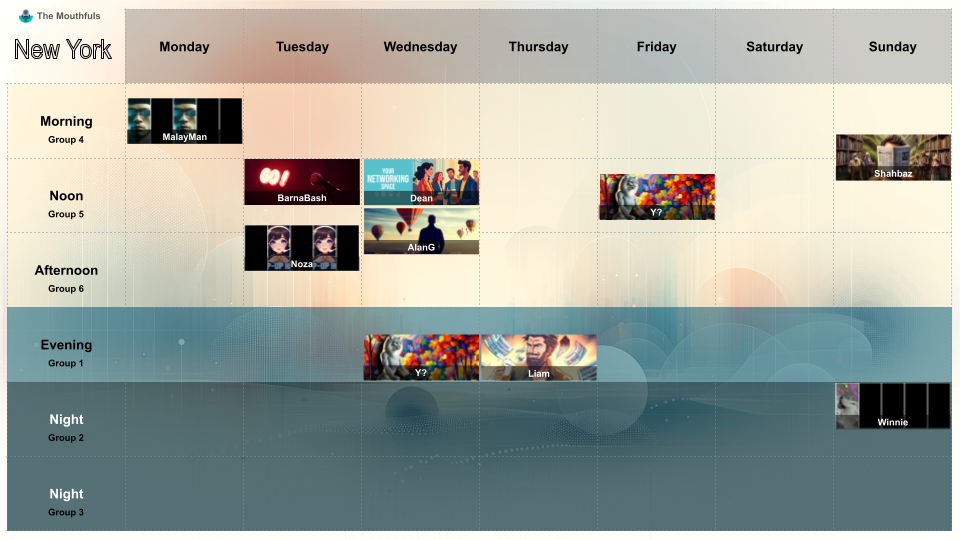 The Mouthfuls
New York
Monday
Tuesday
Wednesday
Thursday
Friday
Saturday
Sunday
Morning
Group 4
MalayMan
Shahbaz
Noon
Group 5
GO!
BarnaBash
YOUR
NETWORKING
SPACE
Dean
Y?
AlanG
Afternoon
Group 6
Noza
Evening
Group 1
Y?
Liam
Night
Group 2
Winnie
Night
Group 3